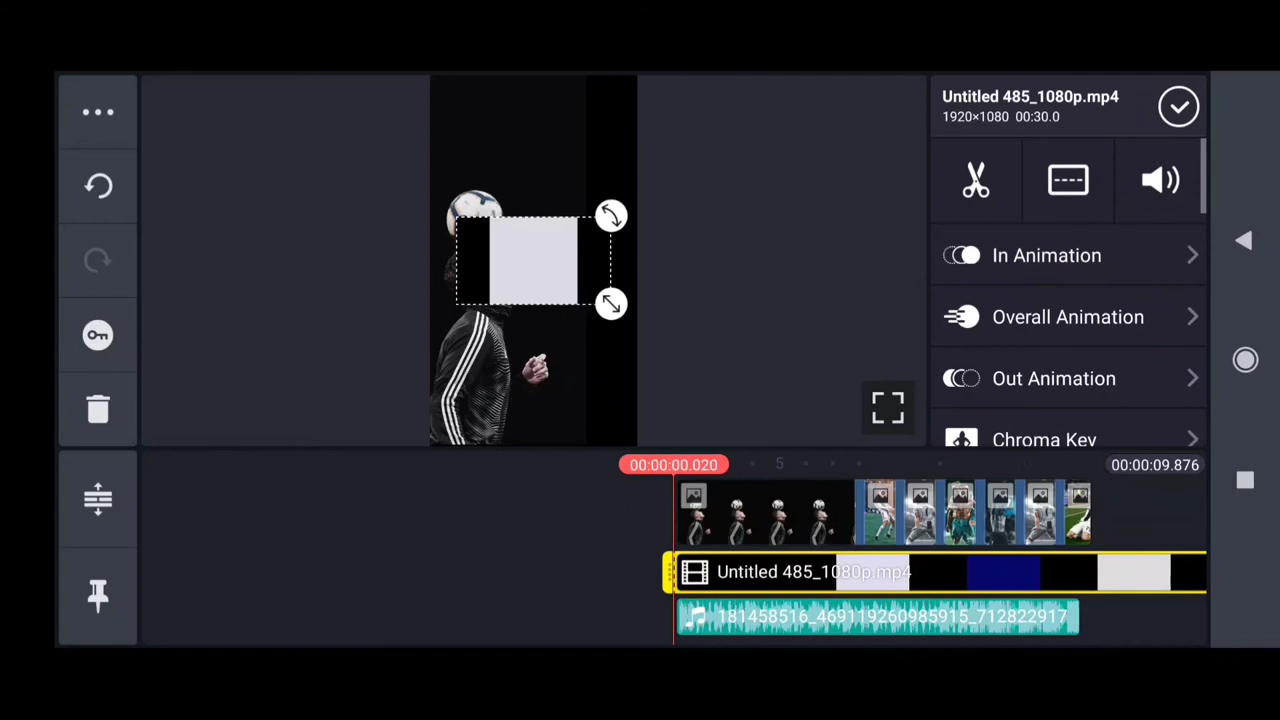 Untitled 485_1080p.mp4
1920×1080 00:30.0
In Animation
Overall Animation
Out Animation
Chroma Key
00:00:00.020
5
00:00:09.876
Untitled 485_1080p.mp4
181458516_469119260985915_712822917